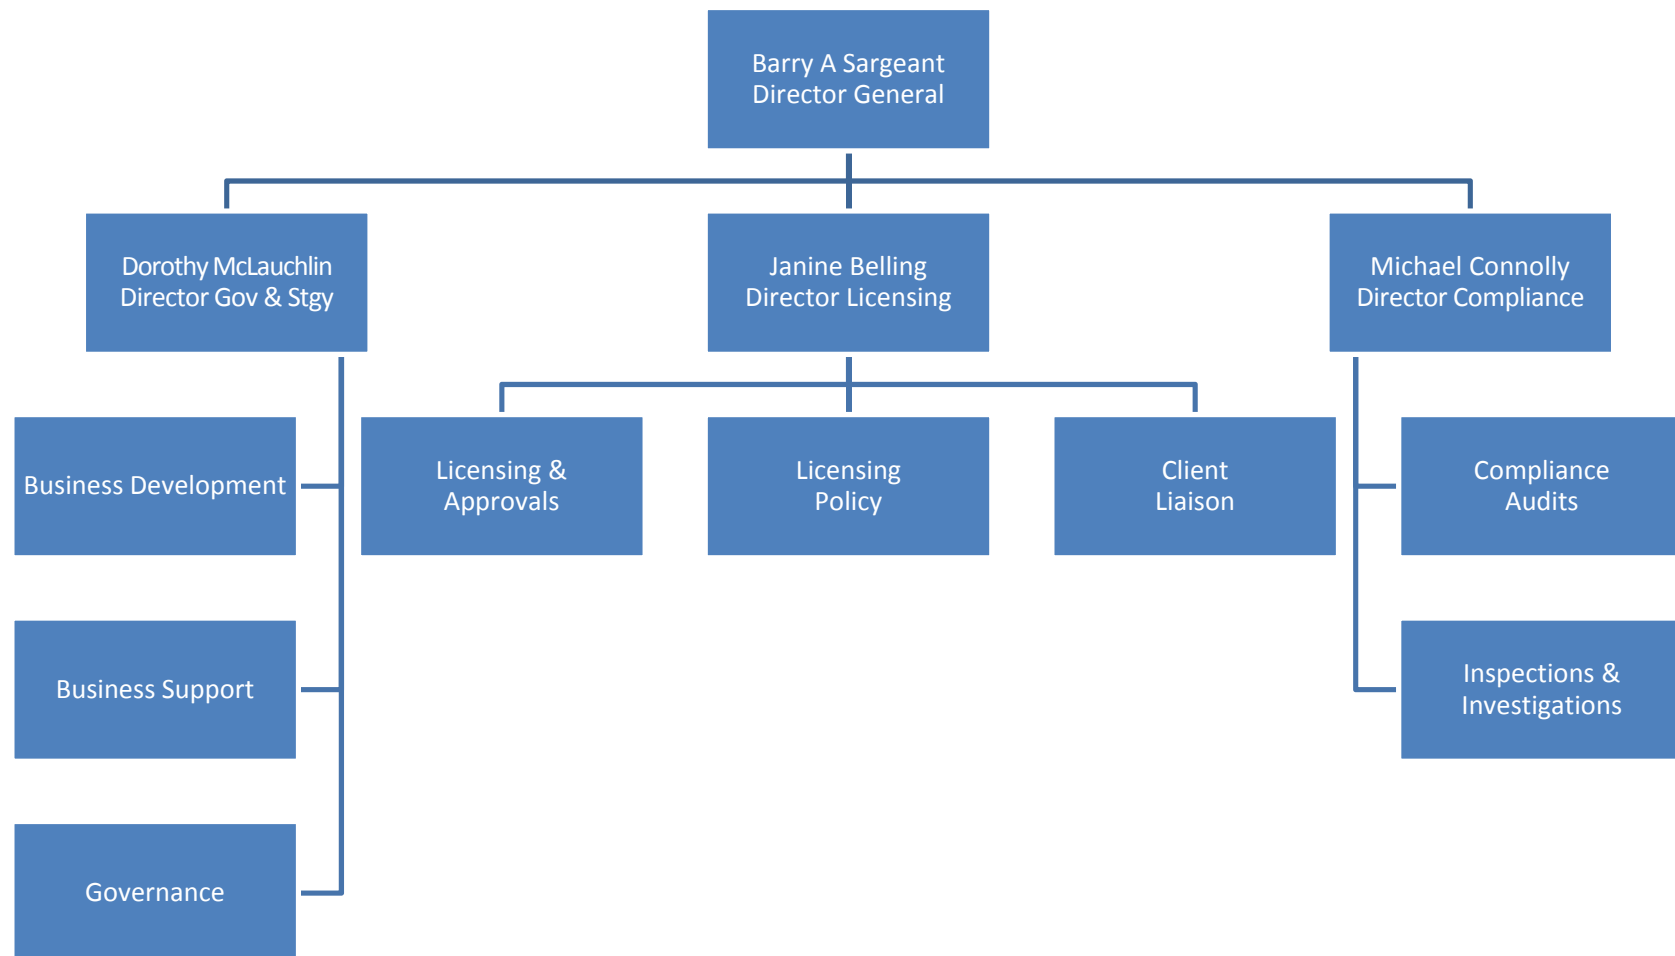 Barry A Sargeant
Director General
Dorothy McLauchlin
Director Gov & Stgy
Janine Belling
Director Licensing
Michael Connolly
Director Compliance
Business Development
Licensing &
Approvals
Licensing
Policy
Client
Liaison
Compliance
Audits
Business Support
Inspections &
Investigations
Governance